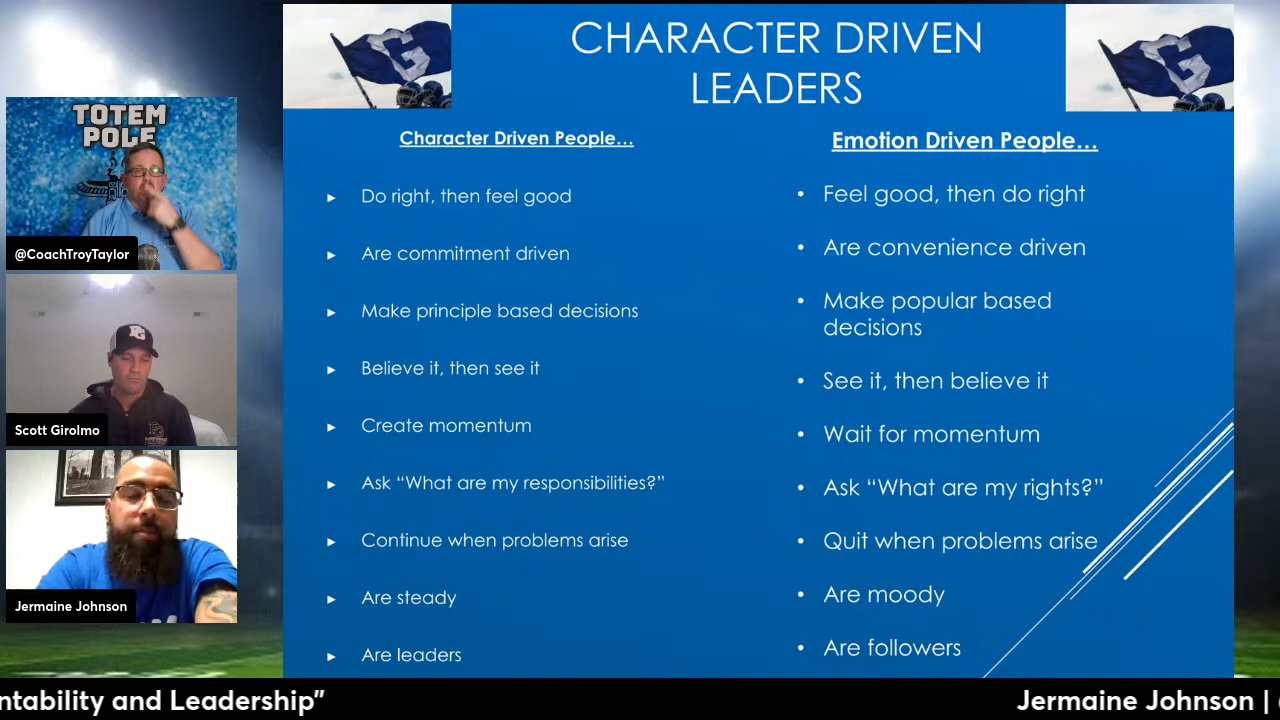 CHARACTER DRIVEN
LEADERS
Character Driven People...
Do right, then feel good
Are commitment driven
Make principle based decisions
Believe it, then see it
Create momentum
Ask “What are my responsibilities?”
Continue when problems arise
Are steady
Are leaders
Emotion Driven People...
Feel good, then do right
Are convenience driven
Make popular based
decisions
See it, then believe it
Wait for momentum
Ask “What are my rights?”
Quit when problems arise
Are moody
Are followers
G
G
TOTEM
POLE
@CoachTroyTaylor
Scott Girolmo
Jermaine Johnson
ntability and Leadership”
Jermaine Johnson |